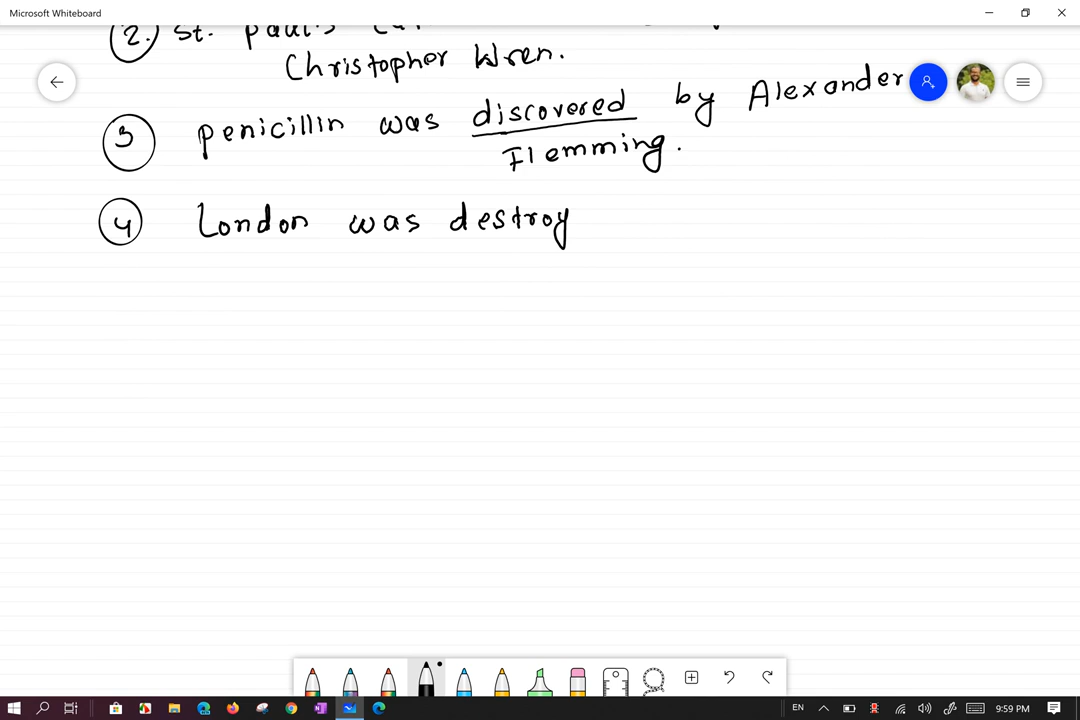 Microsoft Whiteboard
2. St. Paul's
Christopher Wren.
3 Penicillin was discovered by Alexander
Flemming.
4 London was destroy
EN 9:59 PM